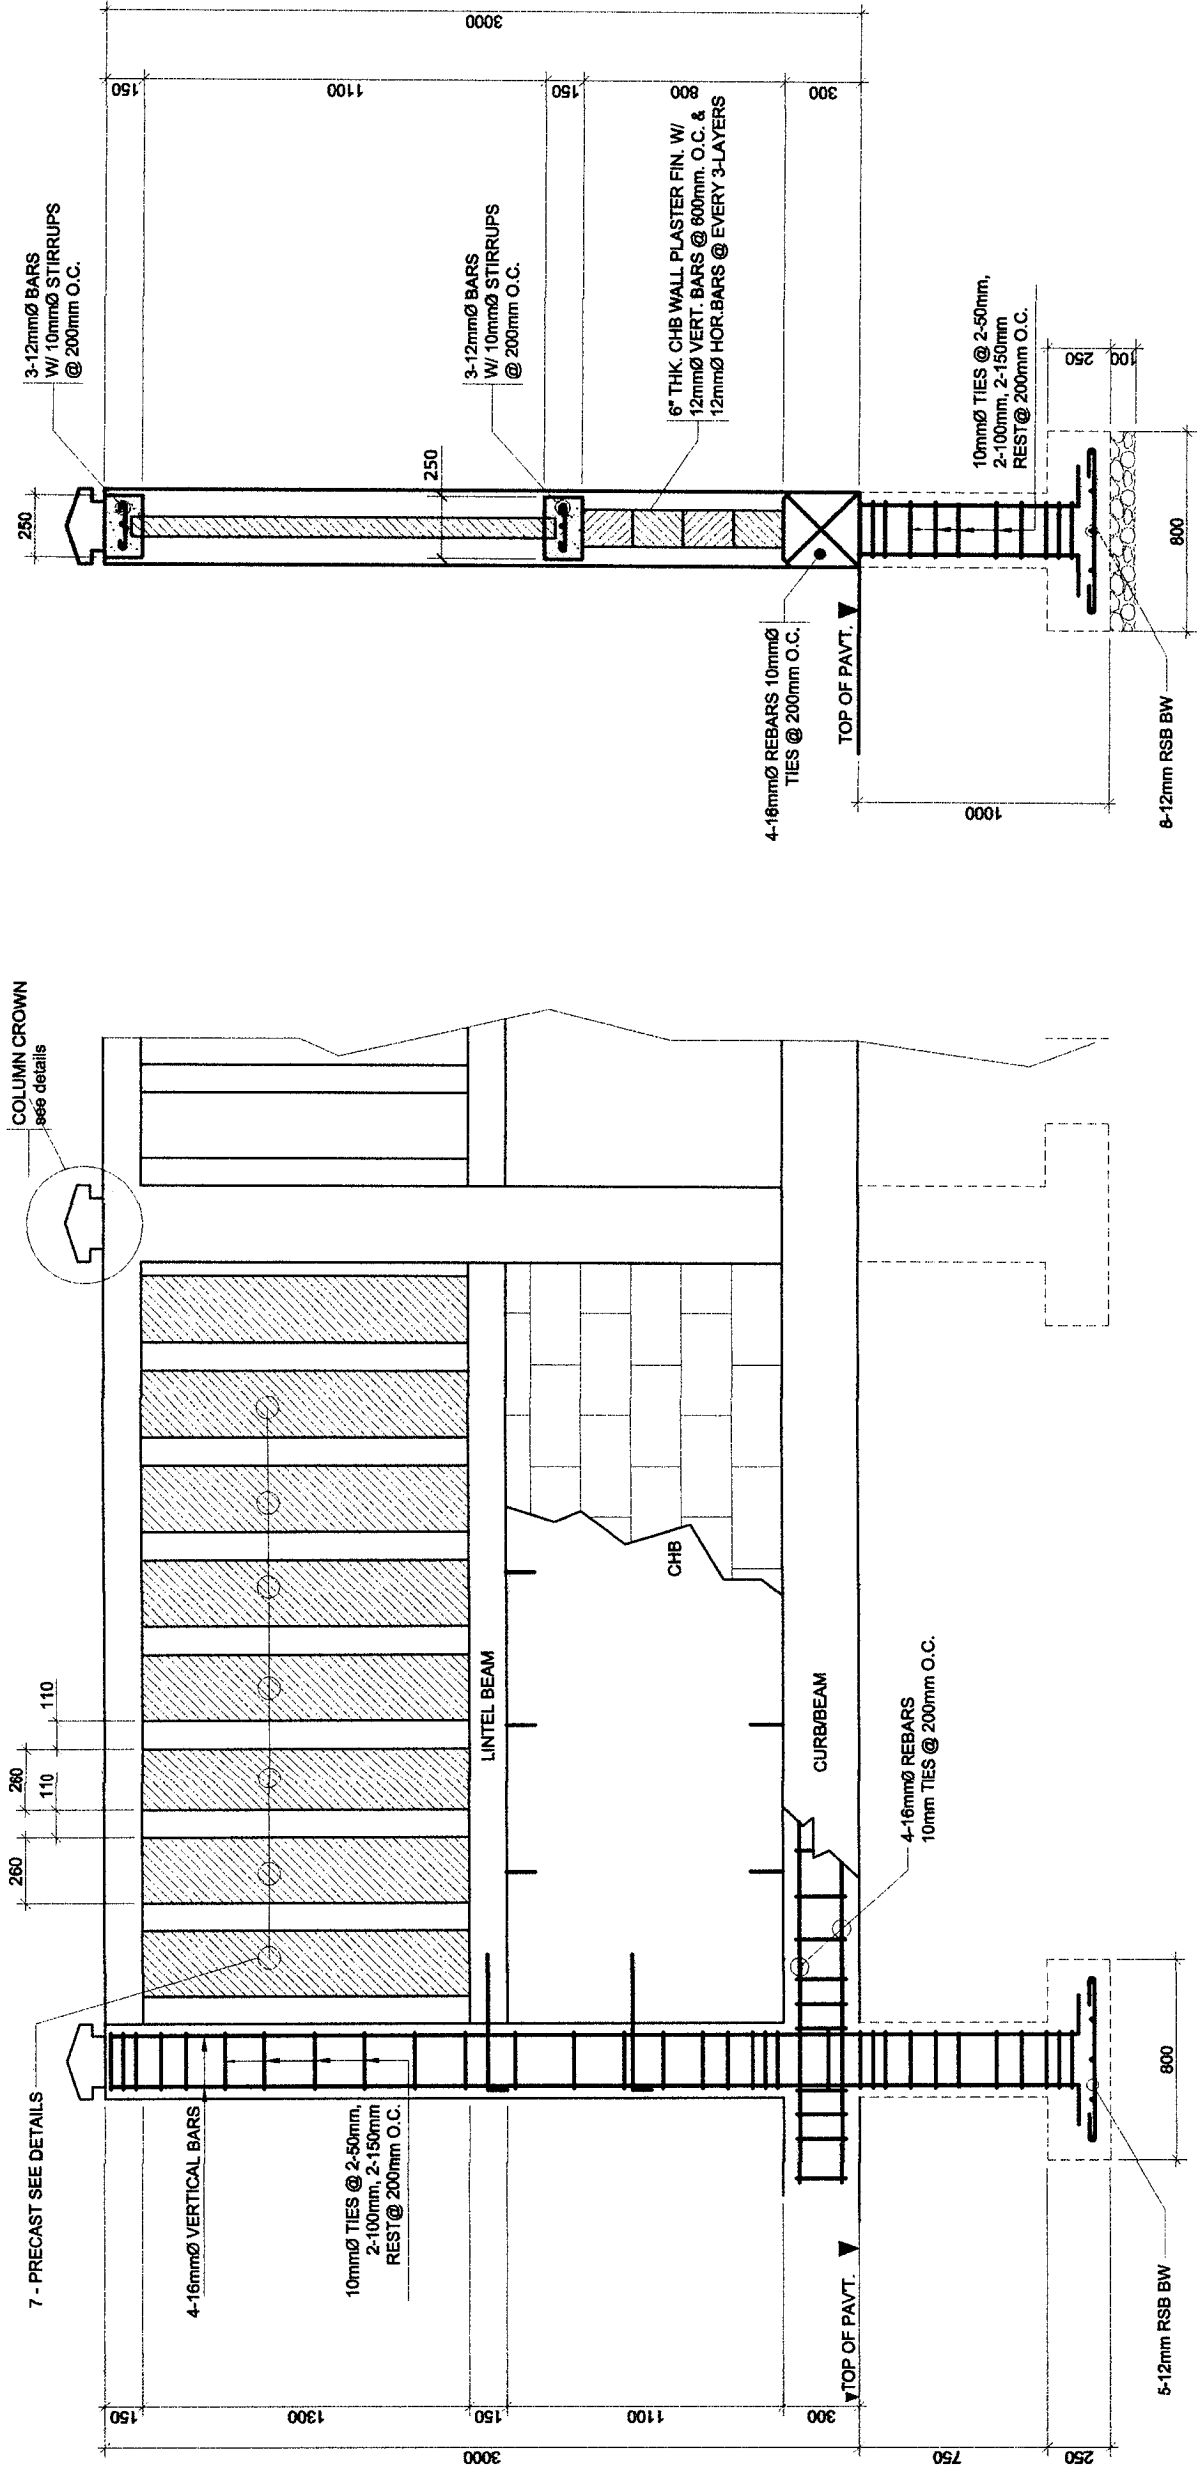 COLUMN CROWN
see details
7 - PRECAST SEE DETAILS
260
260
110
110
4-16mmØ VERTICAL BARS
10mmØ TIES @ 2-50mm,
2-100mm, 2-150mm
REST@ 200mm O.C.
LINTEL BEAM
CHB
CURB/BEAM
4-16mmØ REBARS
10mm TIES @ 200mm O.C.
TOP OF PAV'T.
5-12mm RSB BW
800
150
1300
150
1100
300
3000
750
250
3-12mmØ BARS
W/ 10mmØ STIRRUPS
@ 200mm O.C.
250
3-12mmØ BARS
W/ 10mmØ STIRRUPS
@ 200mm O.C.
250
6" THK. CHB WALL PLASTER FIN. W/
12mmØ VERT. BARS @ 600mm. O.C. &
12mmØ HOR.BARS @ EVERY 3-LAYERS
4-16mmØ REBARS 10mmØ
TIES @ 200mm O.C.
TOP OF PAV'T.
10mmØ TIES @ 2-50mm,
2-100mm, 2-150mm
REST@ 200mm O.C.
8-12mm RSB BW
1000
800
250
100
150
1100
150
800
300
3000